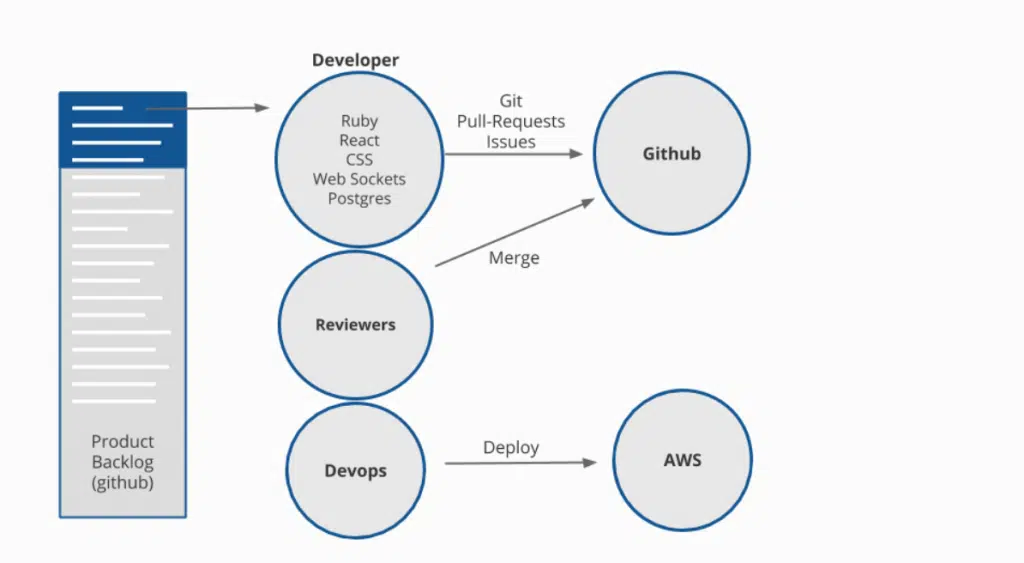 Developer
Ruby
React
CSS
Web Sockets
Postgres
Git
Pull-Requests
Issues
Github
Merge
Reviewers
Product
Backlog
(github)
Devops
Deploy
AWS